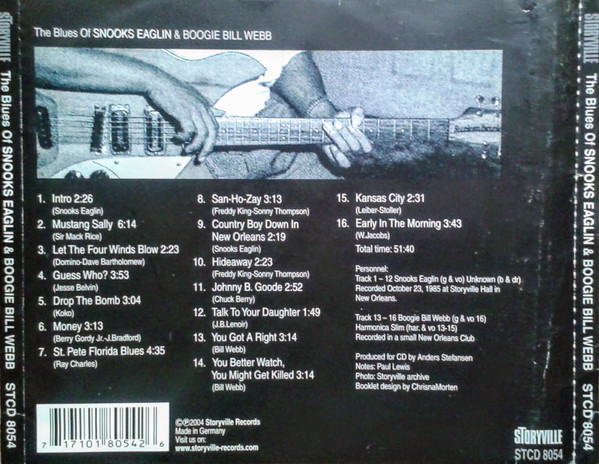 The Blues Of SNOOKS EAGLIN & BOOGIE BILL WEBB
1. Intro 2:26
(Snooks Eaglin)
2. Mustang Sally 6:14
(Sir Mack Rice)
3. Let The Four Winds Blow 2:23
(Domino-Dave Bartholomew)
4. Guess Who? 3:53
(Jesse Belvin)
5. Drop The Bomb 3:04
(Koko)
6. Money 3:13
(Berry Gordy Jr.-J.Bradford)
7. St. Pete Florida Blues 4:35
(Ray Charles)
8. San-Ho-Zay 3:13
(Freddy King-Sonny Thompson)
9. Country Boy Down In
New Orleans 2:19
(Snooks Eaglin)
10. Hideaway 2:23
(Freddy King-Sonny Thompson)
11. Johnny B. Goode 2:52
(Chuck Berry)
12. Talk To Your Daughter 1:49
(J.B.Lenoir)
13. You Got A Right 3:14
(Bill Webb)
14. You Better Watch,
You Might Get Killed 3:14
(Bill Webb)
15. Kansas City 2:31
(Leiber-Stoller)
16. Early In The Morning 3:43
(W.Jacobs)
Total time: 51:40
Personnel:
Track 1 – 12 Snooks Eaglin (g & vo) Unknown (b & dr)
Recorded October 23, 1985 at Storyville Hall in
New Orleans.
Track 13 – 16 Boogie Bill Webb (g & vo 16)
Harmonica Slim (har. & vo 13-15)
Recorded in a small New Orleans Club
Produced for CD by Anders Stefansen
Notes: Paul Lewis
Photo: Storyville archive
Booklet design by ChrisnaMorten
7 17101 80542 6
©℗2004 Storyville Records
Made in Germany
Visit us on:
www.storyville-records.com
STORYVILLE
STCD 8054
STORYVILLE The Blues Of SNOOKS EAGLIN & BOOGIE BILL WEBB STCD 8054
STORYVILLE The Blues Of SNOOKS EAGLIN & BOOGIE BILL WEBB STCD 8054